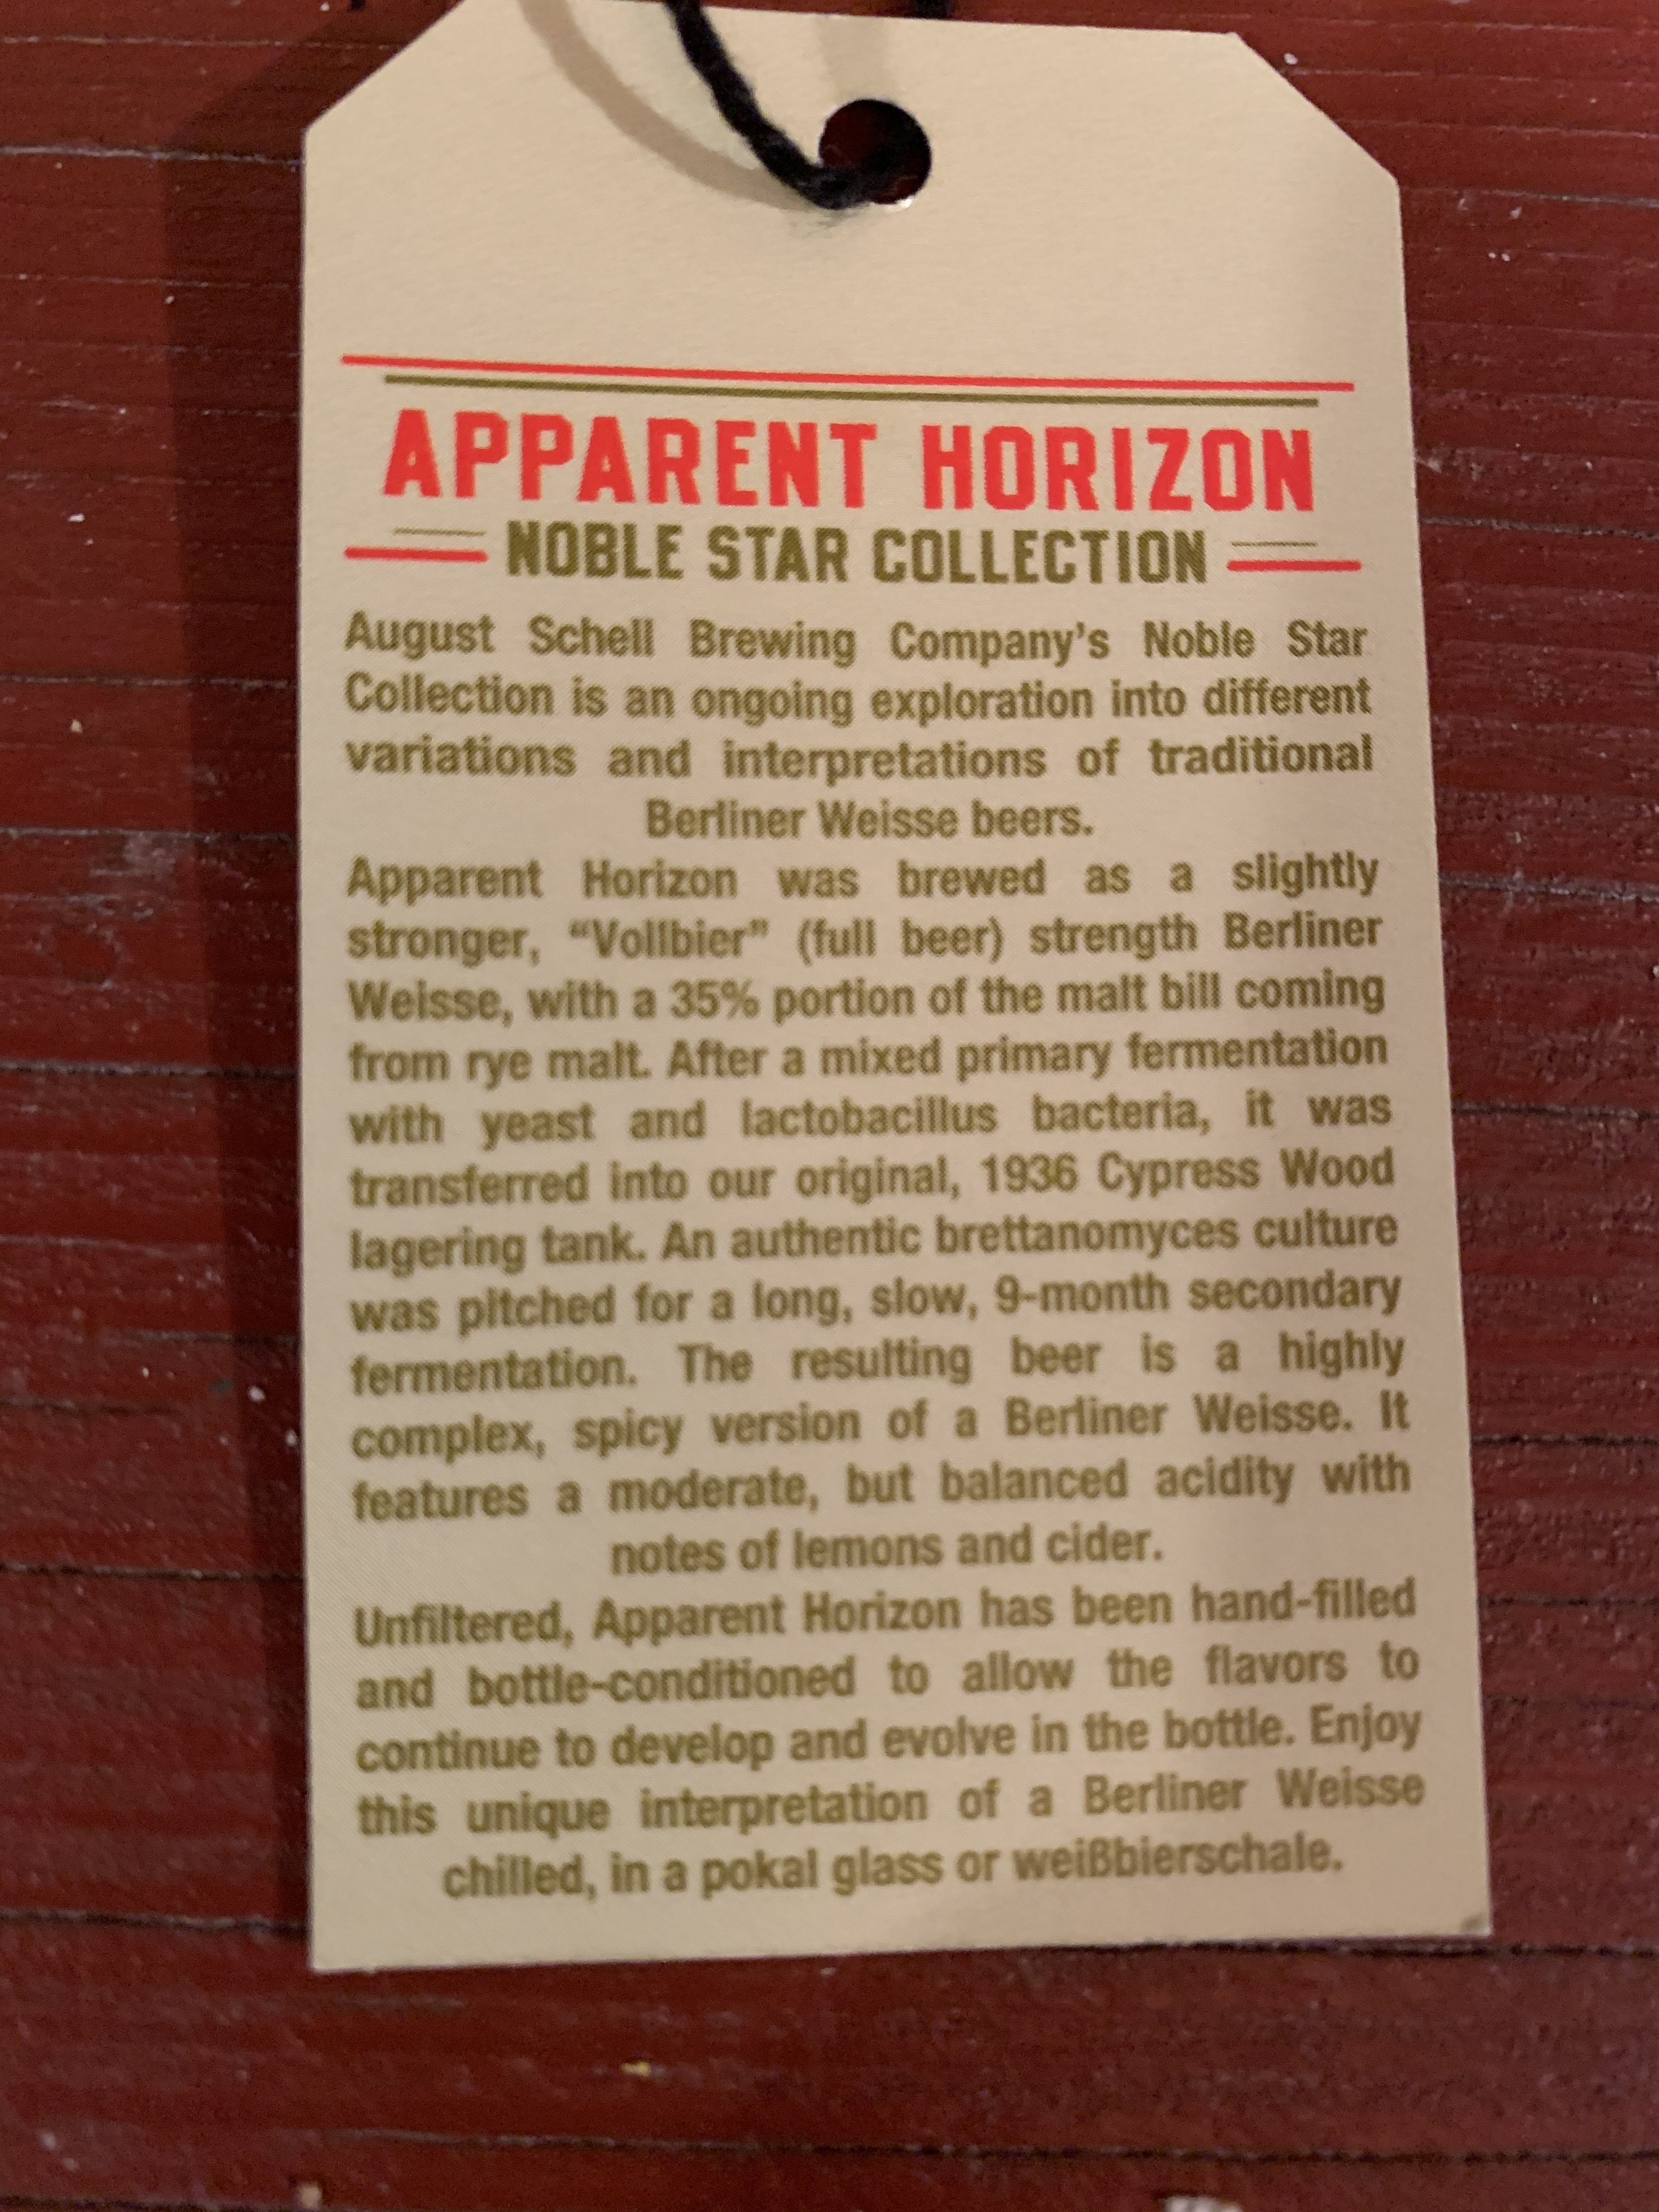 APPARENT HORIZON
NOBLE STAR COLLECTION
August Schell Brewing Company's Noble Star
Collection is an ongoing exploration into different
variations and interpretations of traditional
Berliner Weisse beers.
Apparent Horizon was brewed as a slightly
stronger, “Vollbier” (full beer) strength Berliner
Weisse, with a 35% portion of the malt bill coming
from rye malt. After a mixed primary fermentation
with yeast and lactobacillus bacteria, it was
transferred into our original, 1936 Cypress Wood
lagering tank. An authentic brettanomyces culture
was pitched for a long, slow, 9-month secondary
fermentation. The resulting beer is a highly
complex, spicy version of a Berliner Weisse. It
features a moderate, but balanced acidity with
notes of lemons and cider.
Unfiltered, Apparent Horizon has been hand-filled
and bottle-conditioned to allow the flavors to
continue to develop and evolve in the bottle. Enjoy
this unique interpretation of a Berliner Weisse
chilled, in a pokal glass or weißbierschale.